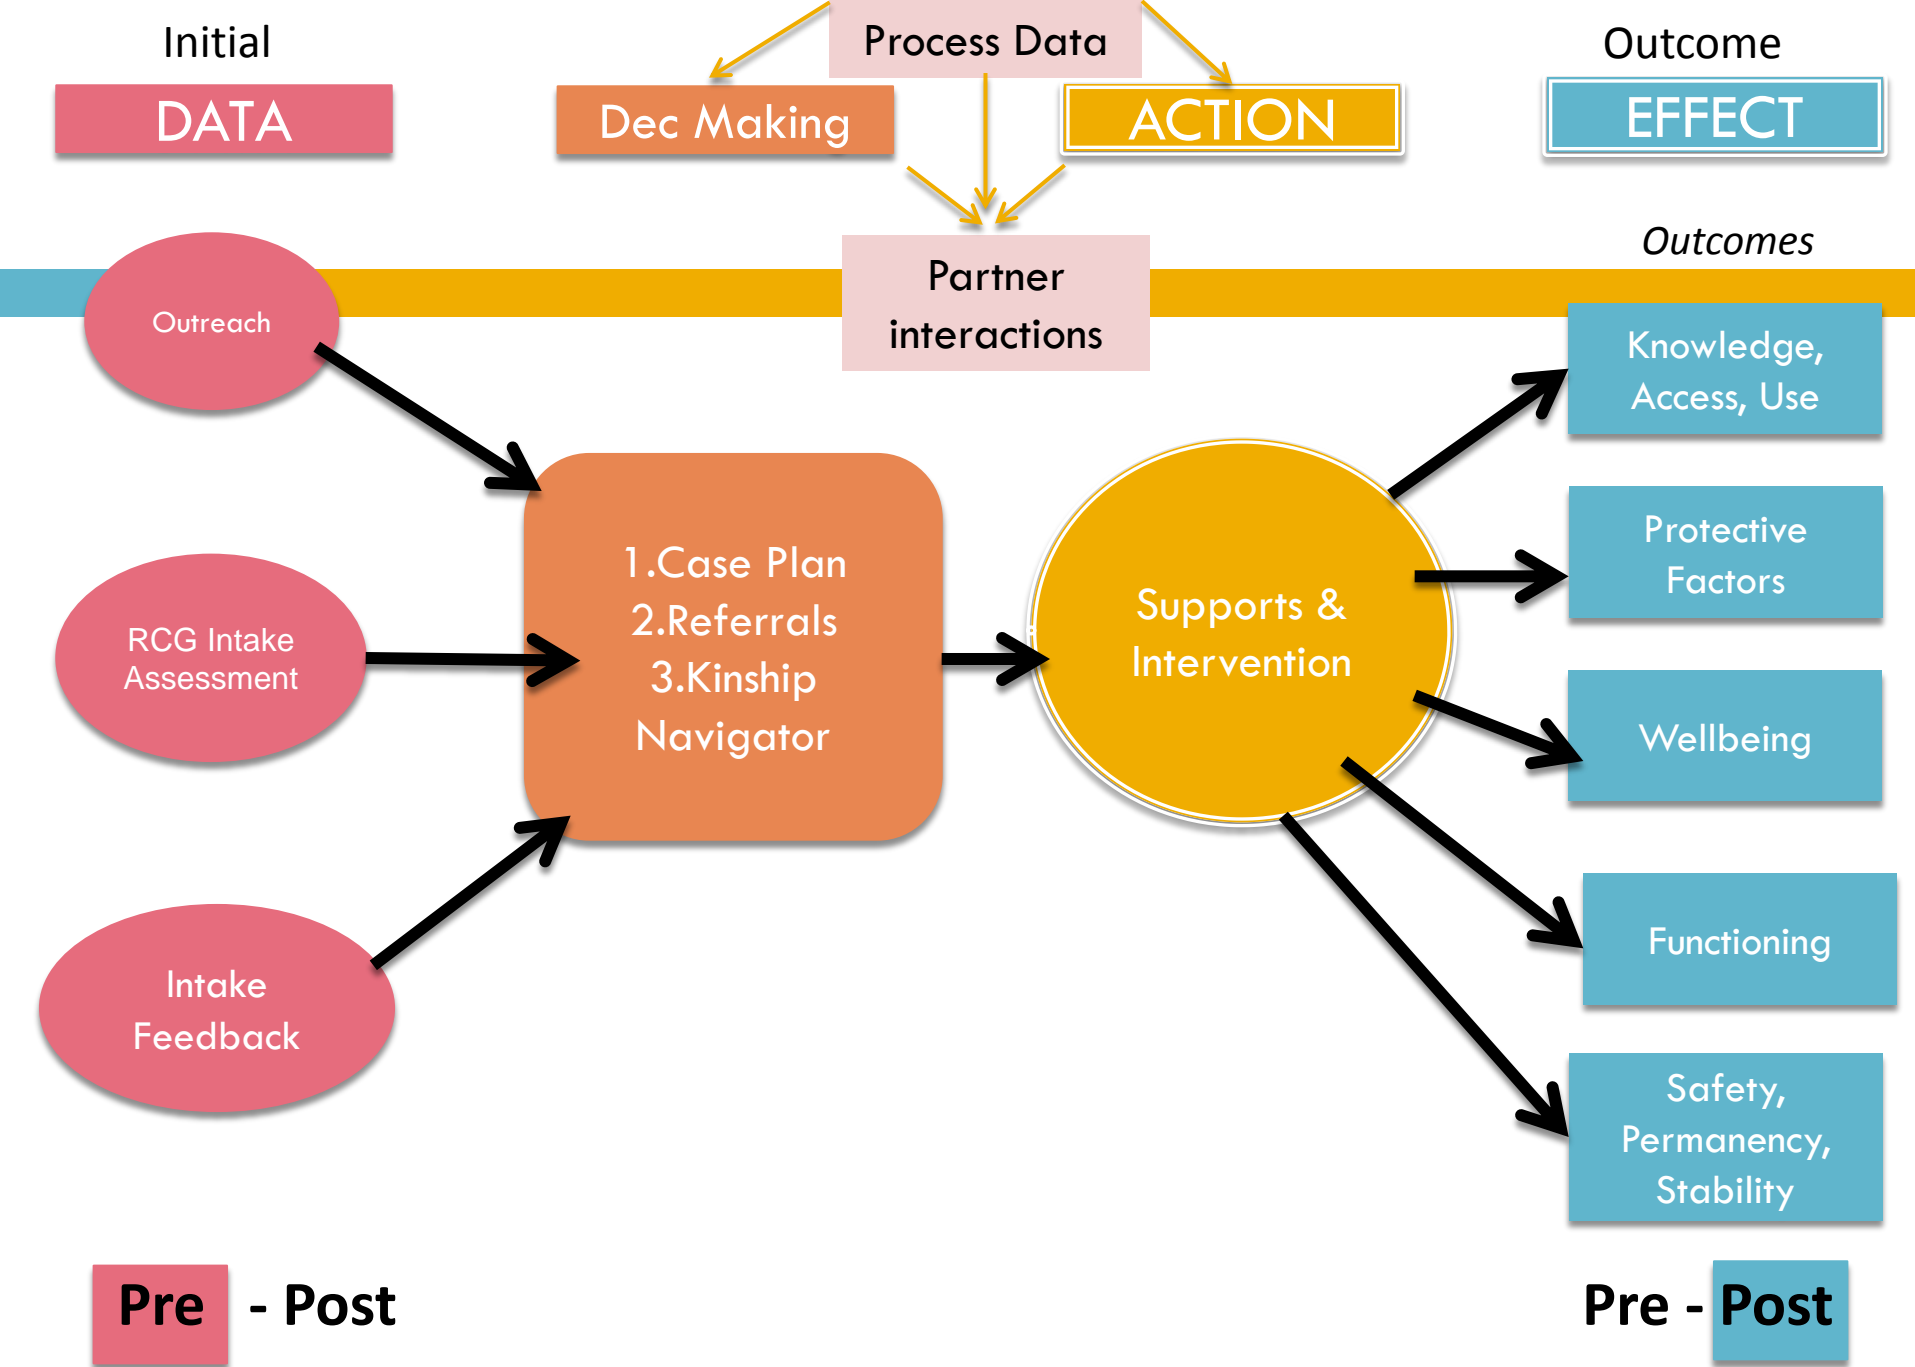 Initial
DATA
Process Data
Dec Making
ACTION
Outcome
EFFECT
Partner
interactions
Outcomes
Outreach
RCG Intake
Assessment
Intake
Feedback
1.Case Plan
2.Referrals
3.Kinship
Navigator
Supports &
Intervention
Knowledge,
Access, Use
Protective
Factors
Wellbeing
Functioning
Safety,
Permanency,
Stability
Pre - Post
Pre - Post